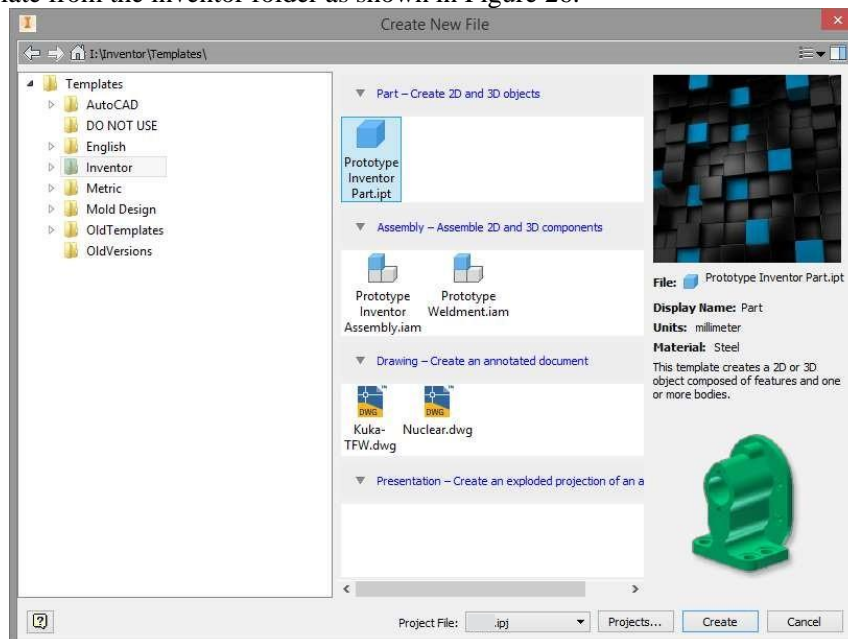 late from the inventor folder as shown in Figure 26.
Create New File
I:\Inventor\Templates\
Templates
AutoCAD
DO NOT USE
English
Inventor
Metric
Mold Design
OldTemplates
OldVersions
Part – Create 2D and 3D objects
Prototype
Inventor
Part.ipt
Assembly – Assemble 2D and 3D components
Prototype
Inventor
Assembly.iam
Prototype
Weldment.iam
Drawing – Create an annotated document
DWG
Kuka-
TFW.dwg
DWG
Nuclear.dwg
Presentation – Create an exploded projection of an a
File: Prototype Inventor Part.ipt
Display Name: Part
Units: millimeter
Material: Steel
This template creates a 2D or 3D
object composed of features and one
or more bodies.
Project File: .ipj
Projects...
Create
Cancel